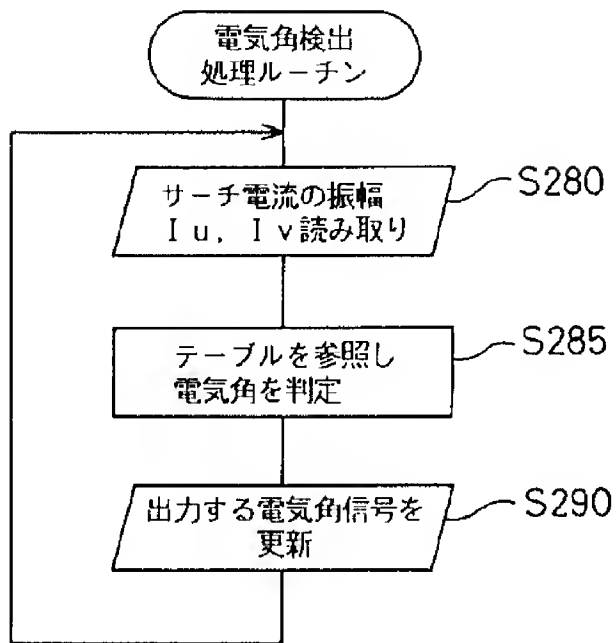 電気角検出
処理ルーチン
サーチ電流の振幅
Ｉｕ，Ｉｖ読み取り
S280
テーブルを参照し
電気角を判定
S285
出力する電気角信号を
更新
S290